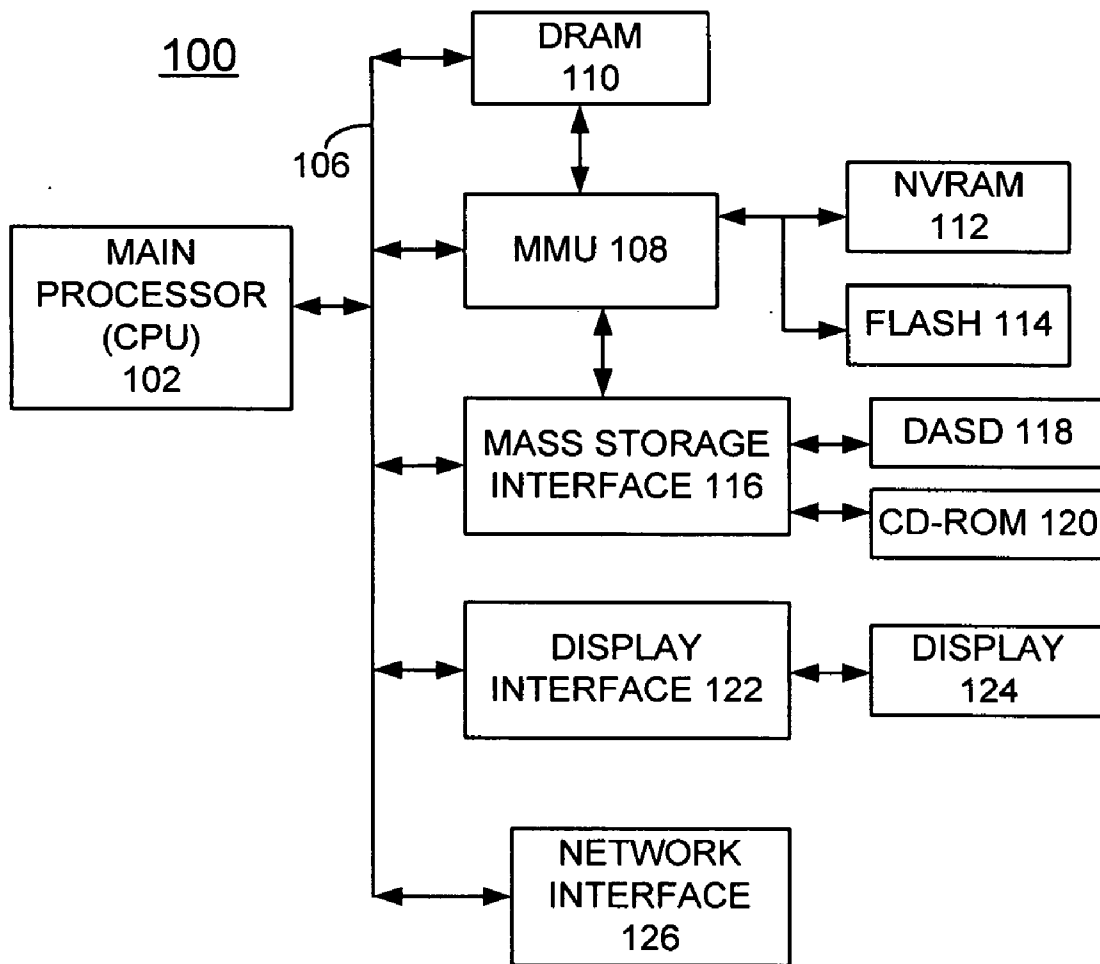 100
DRAM
110
106
NVRAM
112
MAIN
PROCESSOR
(CPU)
102
MMU 108
FLASH 114
MASS STORAGE
INTERFACE 116
DASD 118
CD-ROM 120
DISPLAY
INTERFACE 122
DISPLAY
124
NETWORK
INTERFACE
126